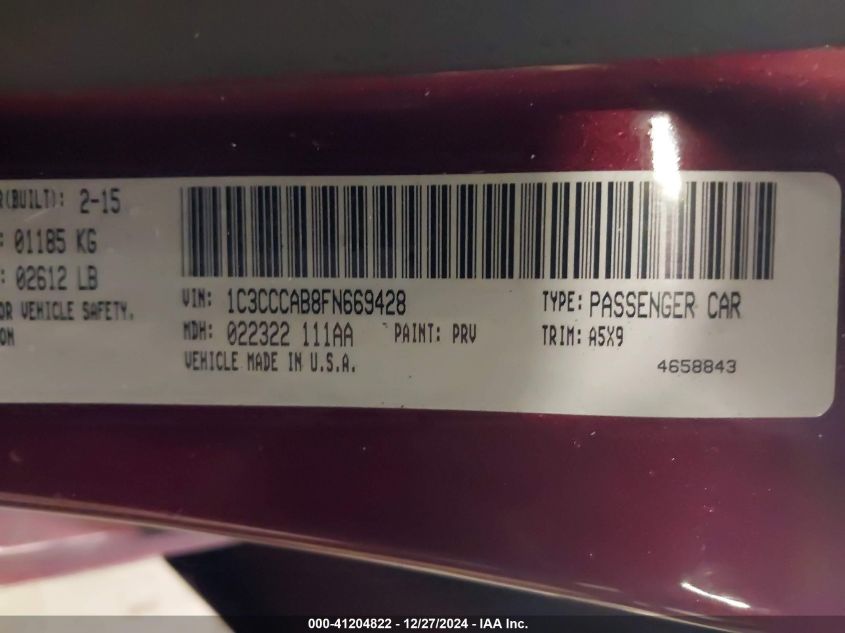 R(BUILT): 2-15
: 01185 KG
: 02612 LB
OR VEHICLE SAFETY.
ON
VIN: 1C3CCCAB8FN669428
TYPE: PASSENGER CAR
MDH: 022322 111AA
PAINT: PRV
TRIM: A5X9
VEHICLE MADE IN U.S.A.
4658843
000-41204822 - 12/27/2024 - IAA Inc.